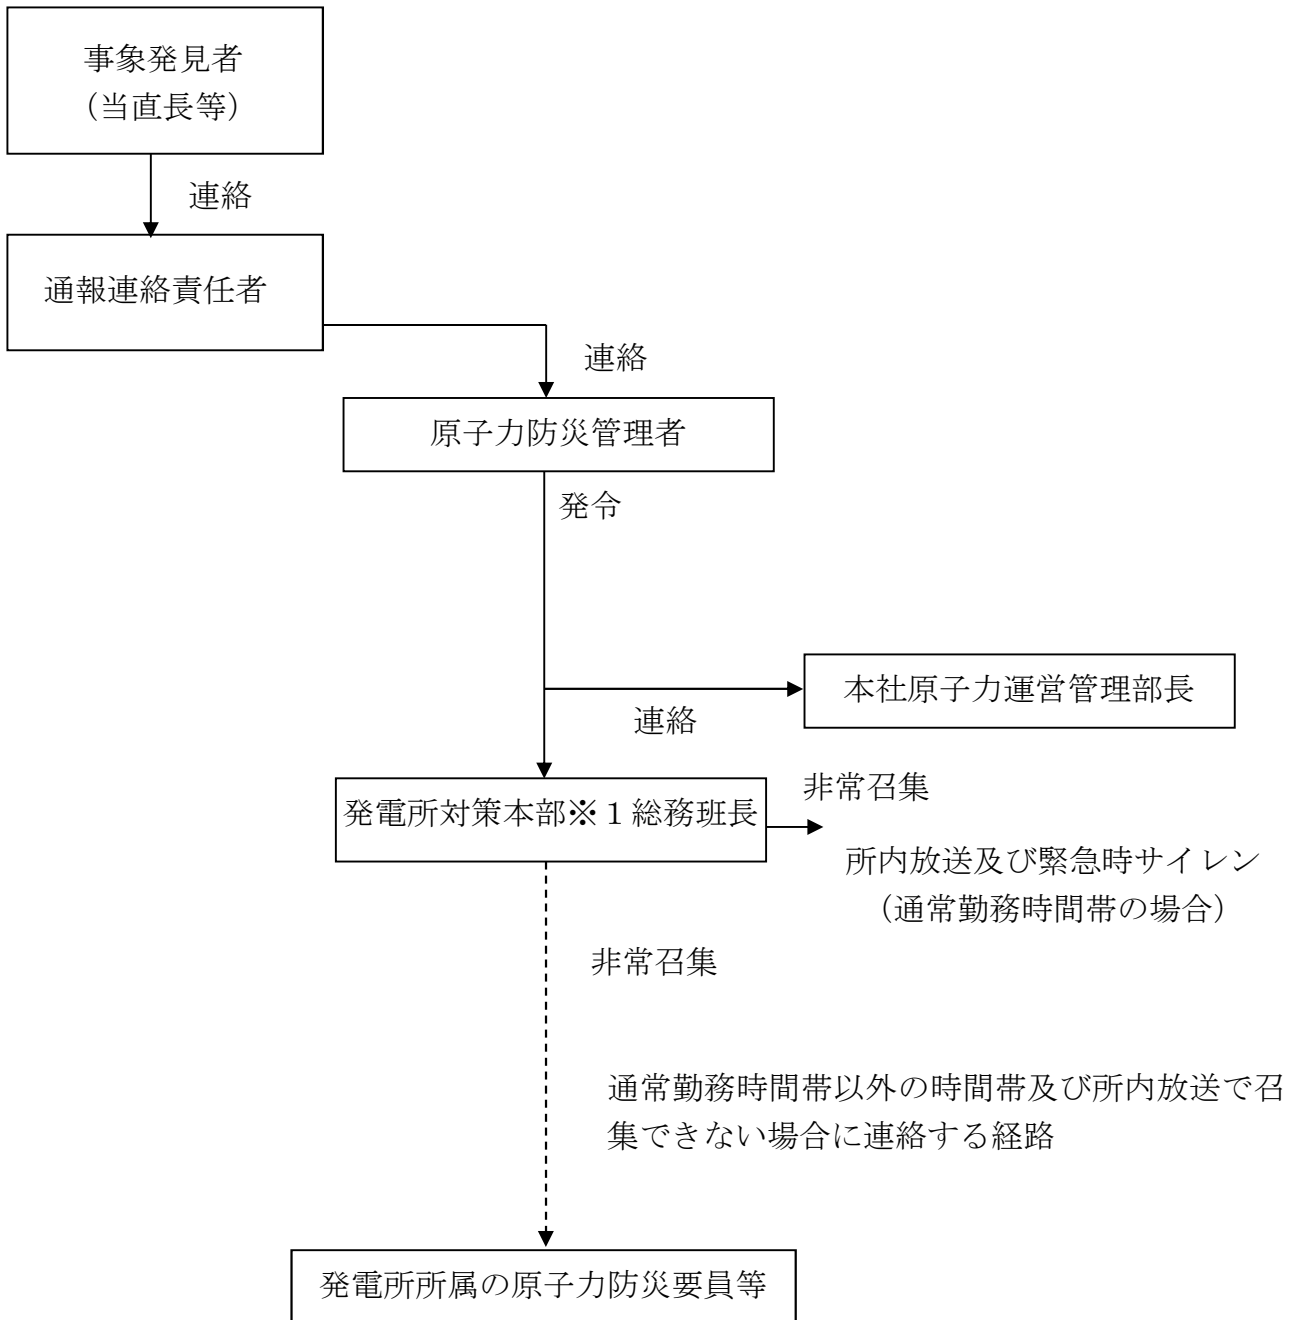 事象発見者
（当直長等）
連絡
通報連絡責任者
連絡
原子力防災管理者
発令
本社原子力運営管理部長
連絡
発電所対策本部※１総務班長
非常召集
所内放送及び緊急時サイレン
（通常勤務時間帯の場合）
非常召集
通常勤務時間帯以外の時間帯及び所内放送で召
集できない場合に連絡する経路
発電所所属の原子力防災要員等